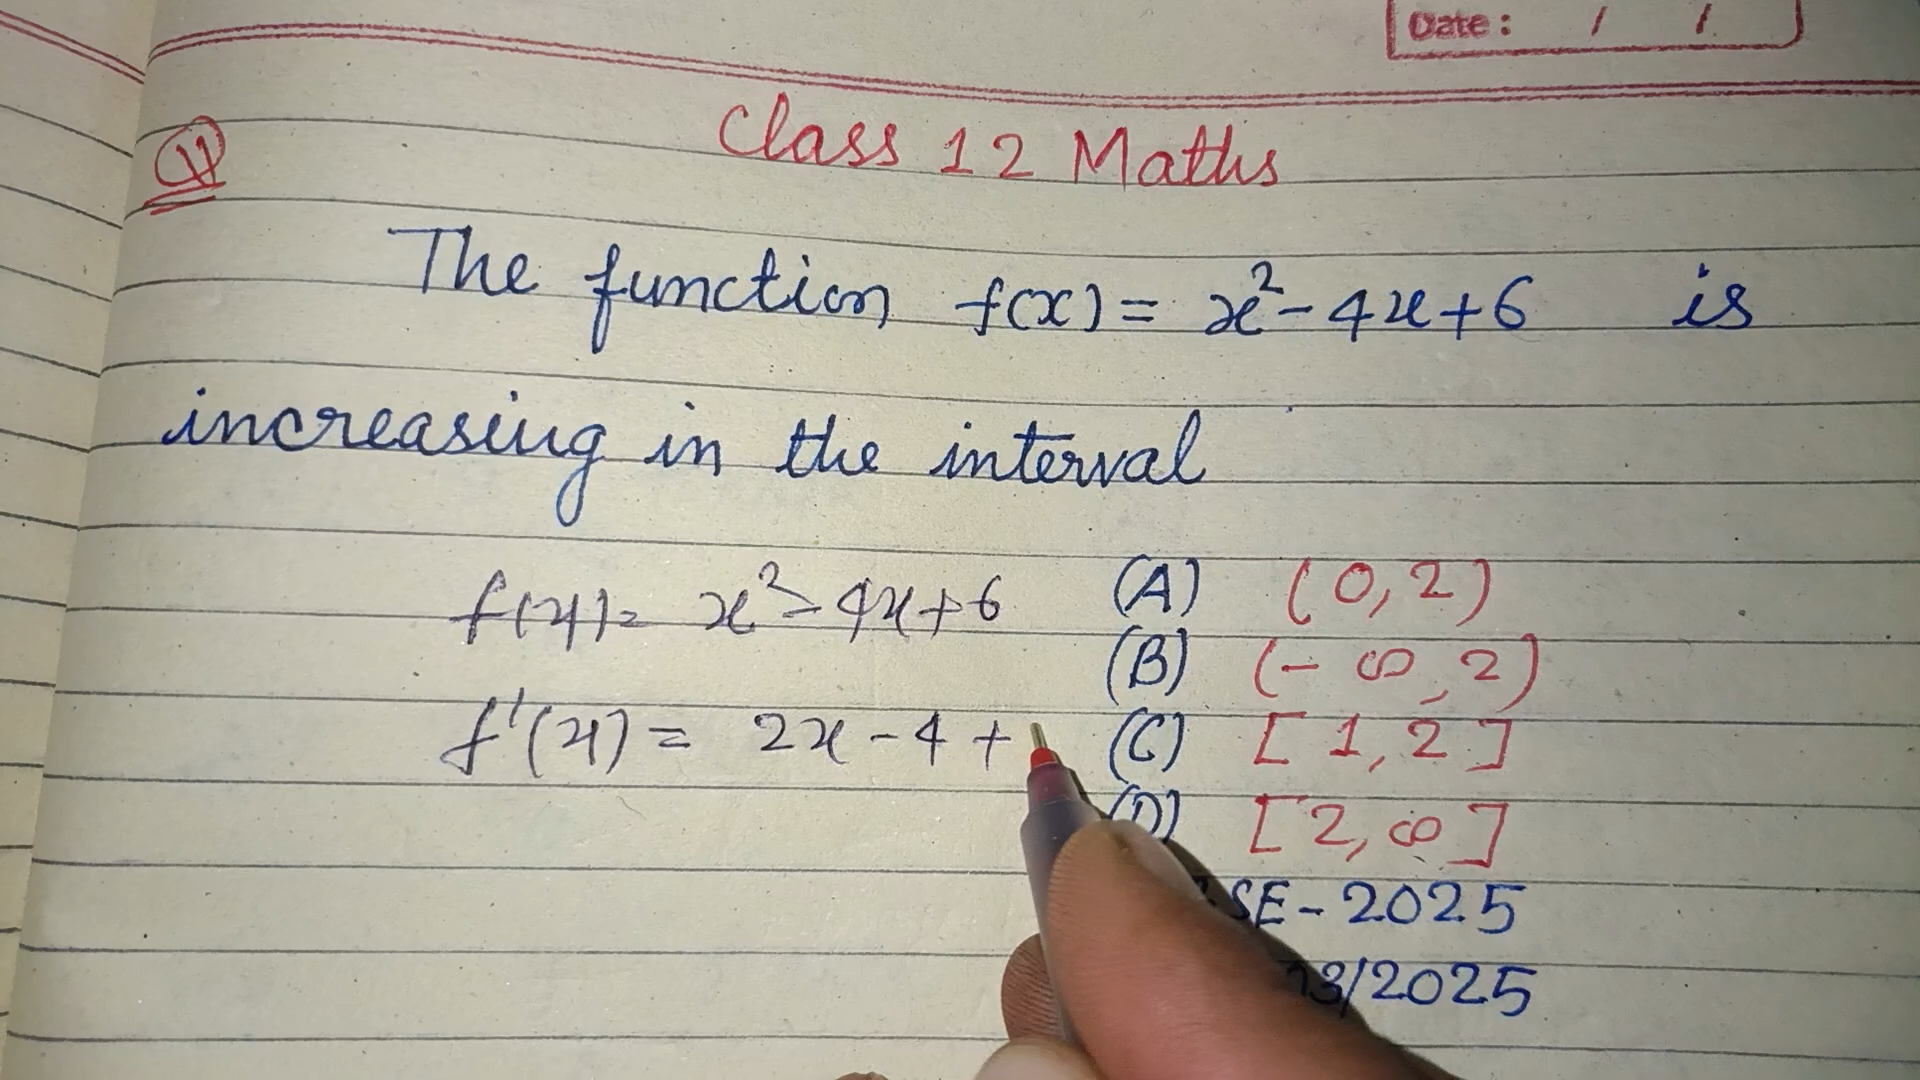 Date : / /
Q
Class 12 Maths
The function f(x) = x² - 4x + 6 is
increasing in the interval
f(x) = x² - 4x + 6
(A) (0, 2)
(B) (-∞, 2)
f'(x) = 2x - 4 +
(C) [1, 2]
(D) [2, ∞]
SE - 2025
3/2025